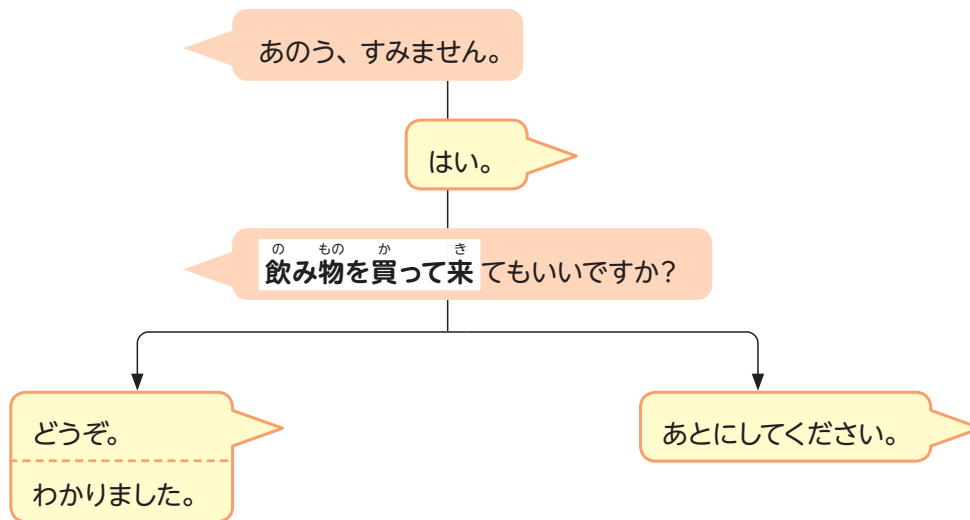 あのう、すみません。
はい。
の もの か き
飲み物を買って来てもいいですか？
どうぞ。
わかりました。
あとにしてください。